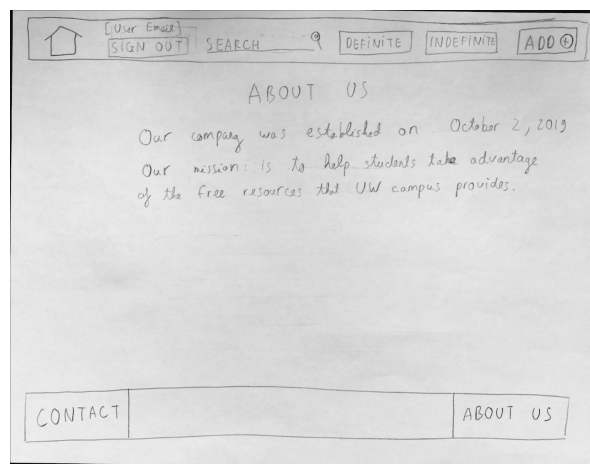 [User Email]
SIGN OUT SEARCH DEFINITE INDEFINITE ADD
ABOUT US
Our company was established on October 2, 2019
Our mission: is to help students take advantage
of the free resources that UW campus provides.
CONTACT ABOUT US